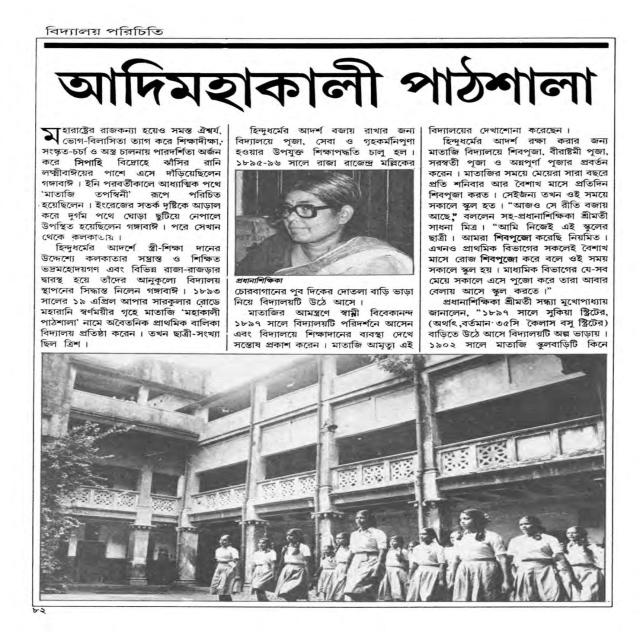 বিদ্যালয় পরিচিতি
আদিমহাকালী পাঠশালা
মহারাষ্ট্রের রাজকন্যা হয়েও সমস্ত ঐশ্বর্য,
ভোগ-বিলাসিতা ত্যাগ করে শিক্ষাদীক্ষা,
সংস্কৃত-চর্চা ও অস্ত্র চালনায় পারদর্শিতা অর্জন
করে সিপাহি বিদ্রোহে ঝাঁসির রানি
লক্ষ্মীবাঈয়ের পাশে এসে দাঁড়িয়েছিলেন
গঙ্গাবাঈ । ইনি পরবর্তীকালে আধ্যাত্মিক পথে
'মাতাজি তপস্বিনী' রূপে পরিচিত
হয়েছিলেন । ইংরেজের সতর্ক দৃষ্টিকে আড়াল
করে দুর্গম পথে ঘোড়া ছুটিয়ে নেপালে
উপস্থিত হয়েছিলেন গঙ্গাবাঈ । পরে সেখান
থেকে কলকাতায় ।
হিন্দুধর্মের আদর্শে স্ত্রী-শিক্ষা দানের
উদ্দেশ্যে কলকাতার সম্ভ্রান্ত ও শিক্ষিত
ভদ্রমহোদয়গণ এবং বিভিন্ন রাজা-রাজড়ার
দ্বারস্থ হয়ে তাঁদের আনুকূল্যে বিদ্যালয়
স্থাপনের সিদ্ধান্ত নিলেন গঙ্গাবাঈ । ১৮৯৩
সালের ১৯ এপ্রিল আপার সারকুলার রোডে
মহারানি স্বর্ণময়ীর গৃহে মাতাজি 'মহাকালী
পাঠশালা' নামে অবৈতনিক প্রাথমিক বালিকা
বিদ্যালয় প্রতিষ্ঠা করেন । তখন ছাত্রী-সংখ্যা
ছিল ত্রিশ ।
হিন্দুধর্মের আদর্শ বজায় রাখার জন্য
বিদ্যালয়ে পূজা, সেবা ও গৃহকর্মনিপুণা
হওয়ার উপযুক্ত শিক্ষাপদ্ধতি চালু হল ।
১৮৯৫-৯৬ সালে রাজা রাজেন্দ্র মল্লিকের
প্রধানশিক্ষিকা
চোরবাগানের পুব দিকের দোতলা বাড়ি ভাড়া
নিয়ে বিদ্যালয়টি উঠে আসে ।
মাতাজির আমন্ত্রণে স্বামী বিবেকানন্দ
১৮৯৭ সালে বিদ্যালয়টি পরিদর্শনে আসেন
এবং বিদ্যালয়ে শিক্ষাদানের ব্যবস্থা দেখে
সন্তোষ প্রকাশ করেন । মাতাজি আমৃত্যু এই
বিদ্যালয়ের দেখাশোনা করেছেন ।
হিন্দুধর্মের আদর্শ রক্ষা করার জন্য
মাতাজি বিদ্যালয়ে শিবপূজা, বীরাষ্টমী পূজা,
সরস্বতী পূজা ও অন্নপূর্ণা পূজার প্রবর্তন
করেন । মাতাজির সময়ে মেয়েরা সারা বছরে
প্রতি শনিবার আর বৈশাখ মাসে প্রতিদিন
শিবপূজা করত । সেইজন্য তখন ওই সময়ে
সকালে স্কুল হত । "আজও সে রীতি বজায়
আছে," বললেন সহ-প্রধানশিক্ষিকা শ্রীমতী
সাধনা মিত্র । "আমি নিজেই এই স্কুলের
ছাত্রী । আমরা শিবপুজো করেছি নিয়মিত ।
এখনও প্রাথমিক বিভাগের সকলেই বৈশাখ
মাসে রোজ শিবপুজো করে বলে ওই সময়
সকালে স্কুল হয় । মাধ্যমিক বিভাগের যে-সব
মেয়ে সকালে এসে পুজো করে তারা আবার
বেলায় আসে স্কুল করতে ।"
প্রধানশিক্ষিকা শ্রীমতী সন্ধ্যা মুখোপাধ্যায়
জানালেন, "১৮৯৭ সালে সুকিয়া স্ট্রিটের,
(অর্থাৎ,বর্তমান ৩৫সি কৈলাস বসু স্ট্রিটের)
বাড়িতে উঠে আসে বিদ্যালয়টি অল্প ভাড়ায় ।
১৯০২ সালে মাতাজি স্কুলবাড়িটি কিনে
৮২